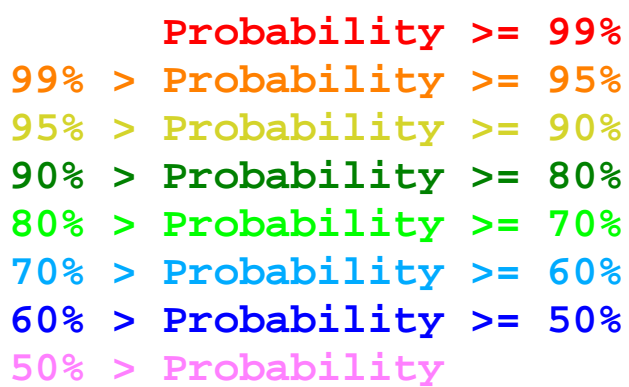 Probability >= 99%
99% > Probability >= 95%
95% > Probability >= 90%
90% > Probability >= 80%
80% > Probability >= 70%
70% > Probability >= 60%
60% > Probability >= 50%
50% > Probability